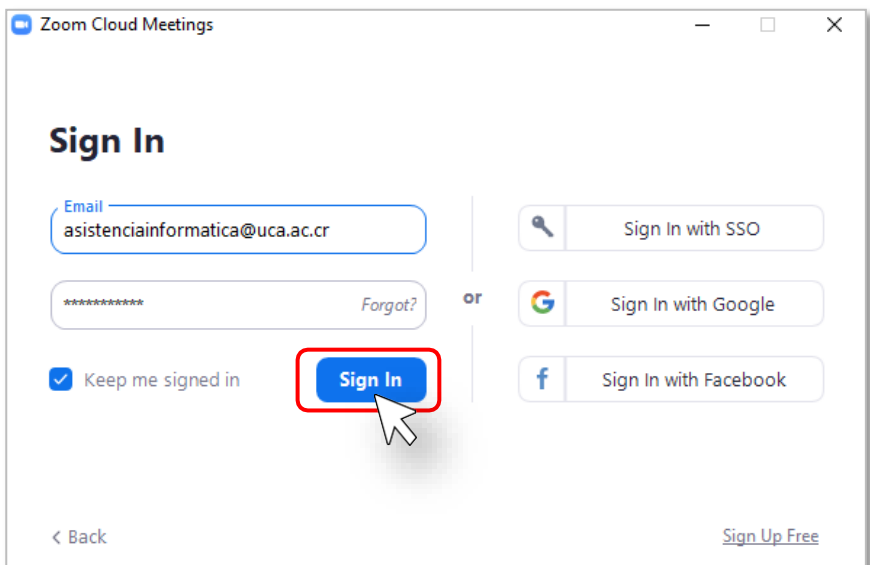 Zoom Cloud Meetings
Sign In
Email
asistenciainformatica@uca.ac.cr
***********
Forgot?
Keep me signed in
Sign In
or
Sign In with SSO
Sign In with Google
Sign In with Facebook
< Back
Sign Up Free